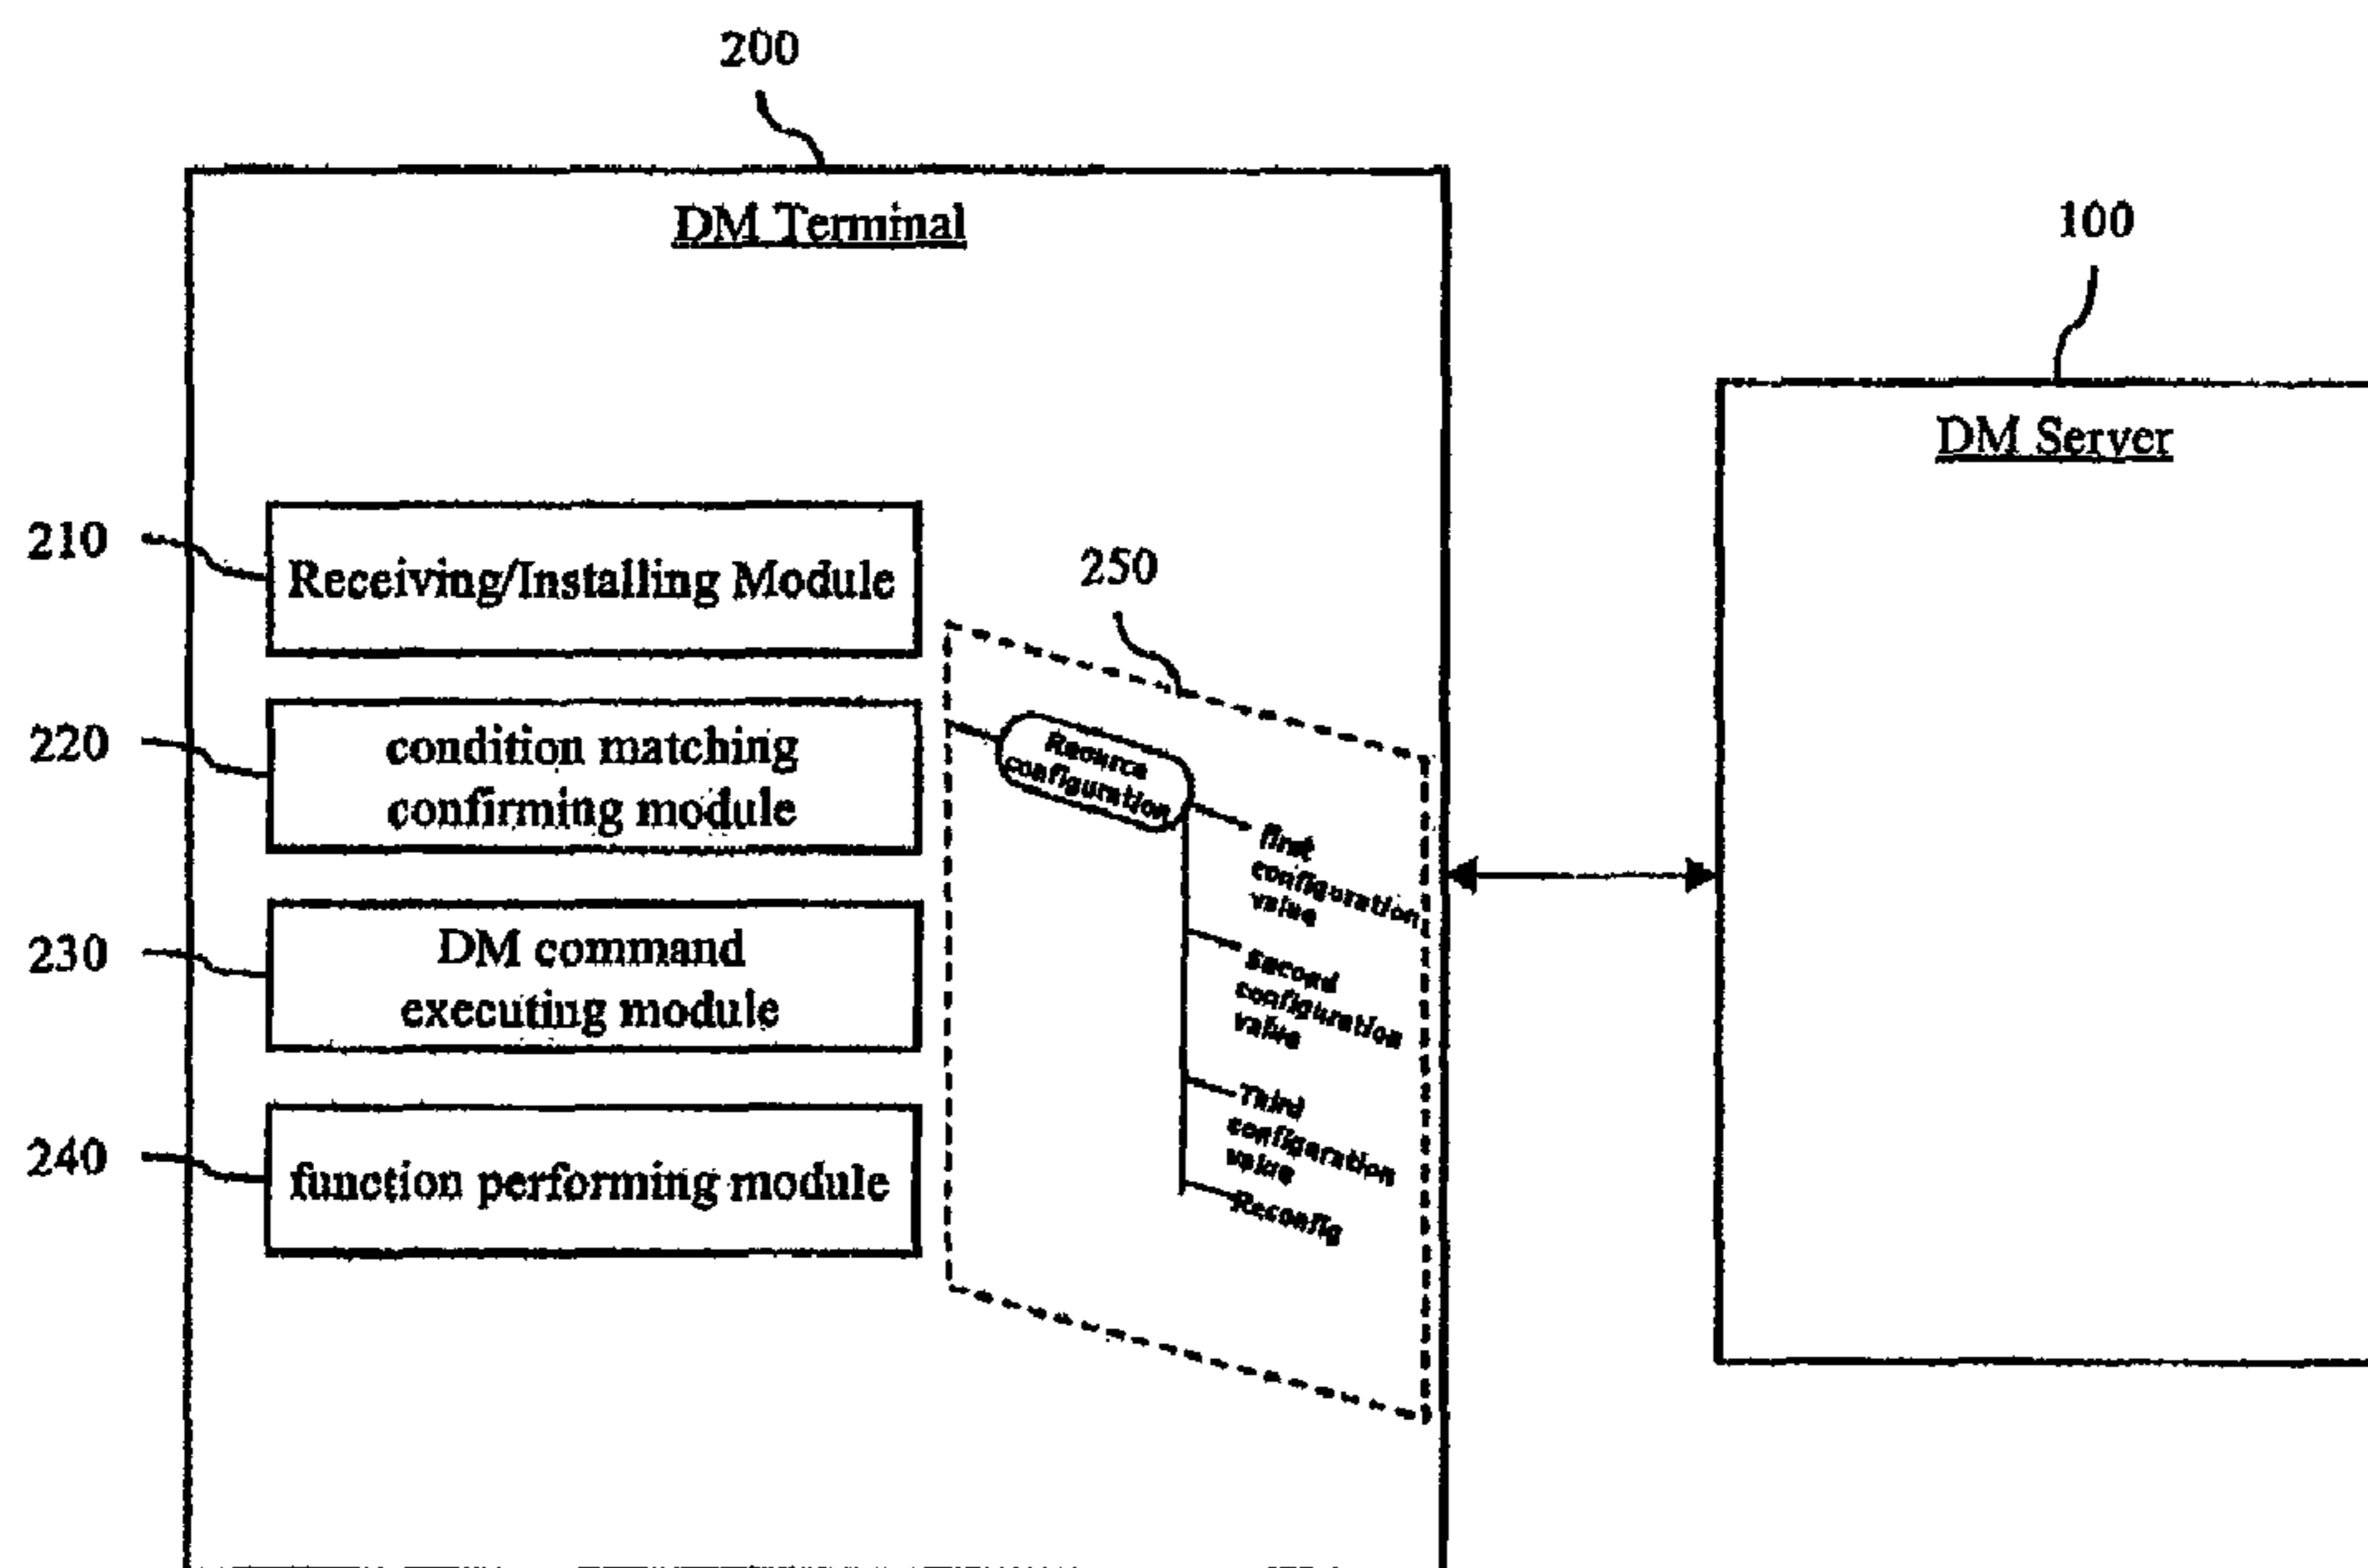 200
DM Terminal
100
DM Server
210
Receiving/Installing Module
250
220
condition matching
confirming module
Resource
configuration
first
configuration
value
230
DM command
executing module
second
configuration
value
Third
configuration
value
240
function performing module
Reconfig